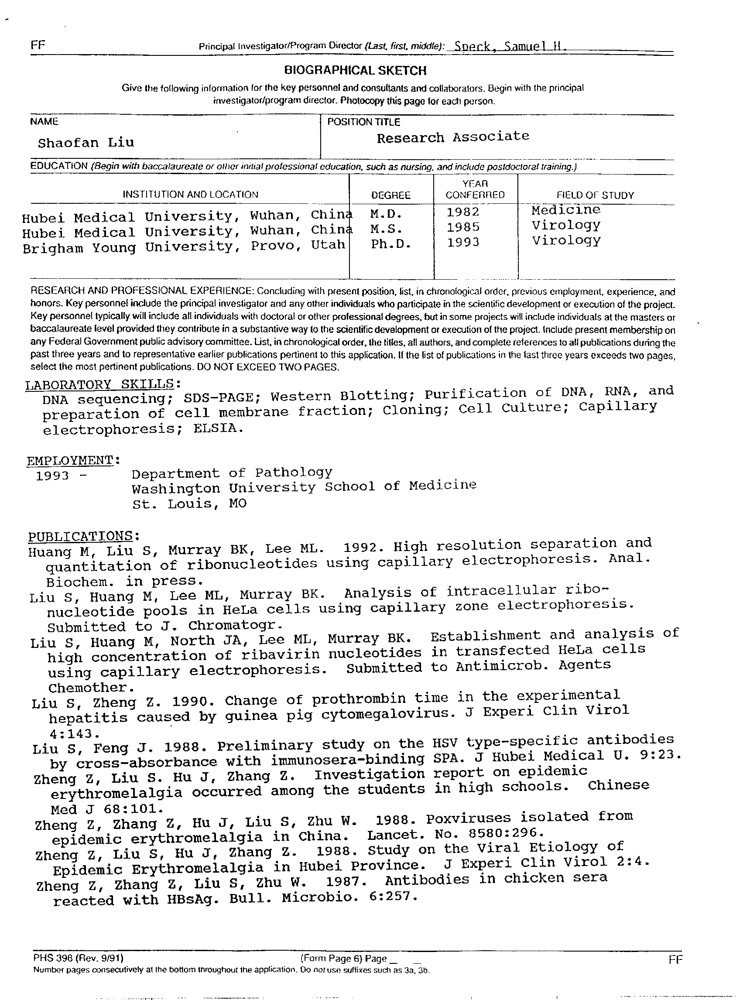 FF Principal Investigator/Program Director (Last, first, middle): Speck, Samuel H.
BIOGRAPHICAL SKETCH
Give the following information for the key personnel and consultants and collaborators. Begin with the principal
investigator/program director. Photocopy this page for each person.
NAME POSITION TITLE
Shaofan Liu Research Associate
EDUCATION (Begin with baccalaureate or other initial professional education, such as nursing, and include postdoctoral training.)
INSTITUTION AND LOCATION DEGREE YEAR CONFERRED FIELD OF STUDY
Hubei Medical University, Wuhan, China M.D. 1982 Medicine
Hubei Medical University, Wuhan, China M.S. 1985 Virology
Brigham Young University, Provo, Utah Ph.D. 1993 Virology
RESEARCH AND PROFESSIONAL EXPERIENCE: Concluding with present position, list, in chronological order, previous employment, experience, and
honors. Key personnel include the principal investigator and any other individuals who participate in the scientific development or execution of the project.
Key personnel typically will include all individuals with doctoral or other professional degrees, but in some projects will include individuals at the masters or
baccalaureate level provided they contribute in a substantive way to the scientific development or execution of the project. Include present membership on
any Federal Government public advisory committee. List, in chronological order, the titles, all authors, and complete references to all publications during the
past three years and to representative earlier publications pertinent to this application. If the list of publications in the last three years exceeds two pages,
select the most pertinent publications. DO NOT EXCEED TWO PAGES.
LABORATORY SKILLS:
DNA sequencing; SDS-PAGE; Western Blotting; Purification of DNA, RNA, and
preparation of cell membrane fraction; Cloning; Cell Culture; Capillary
electrophoresis; ELSIA.
EMPLOYMENT:
1993 - Department of Pathology
Washington University School of Medicine
St. Louis, MO
PUBLICATIONS:
Huang M, Liu S, Murray BK, Lee ML. 1992. High resolution separation and
quantitation of ribonucleotides using capillary electrophoresis. Anal.
Biochem. in press.
Liu S, Huang M, Lee ML, Murray BK. Analysis of intracellular ribo-
nucleotide pools in HeLa cells using capillary zone electrophoresis.
Submitted to J. Chromatogr.
Liu S, Huang M, North JA, Lee ML, Murray BK. Establishment and analysis of
high concentration of ribavirin nucleotides in transfected HeLa cells
using capillary electrophoresis. Submitted to Antimicrob. Agents
Chemother.
Liu S, Zheng Z. 1990. Change of prothrombin time in the experimental
hepatitis caused by guinea pig cytomegalovirus. J Experi Clin Virol
4:143.
Liu S, Feng J. 1988. Preliminary study on the HSV type-specific antibodies
by cross-absorbance with immunosera-binding SPA. J Hubei Medical U. 9:23.
Zheng Z, Liu S. Hu J, Zhang Z. Investigation report on epidemic
erythromelalgia occurred among the students in high schools. Chinese
Med J 68:101.
Zheng Z, Zhang Z, Hu J, Liu S, Zhu W. 1988. Poxviruses isolated from
epidemic erythromelalgia in China. Lancet. No. 8580:296.
Zheng Z, Liu S, Hu J, Zhang Z. 1988. Study on the Viral Etiology of
Epidemic Erythromelalgia in Hubei Province. J Experi Clin Virol 2:4.
Zheng Z, Zhang Z, Liu S, Zhu W. 1987. Antibodies in chicken sera
reacted with HBsAg. Bull. Microbio. 6:257.
PHS 398 (Rev. 9/91) (Form Page 6) Page _ _ FF
Number pages consecutively at the bottom throughout the application. Do not use suffixes such as 3a, 3b.